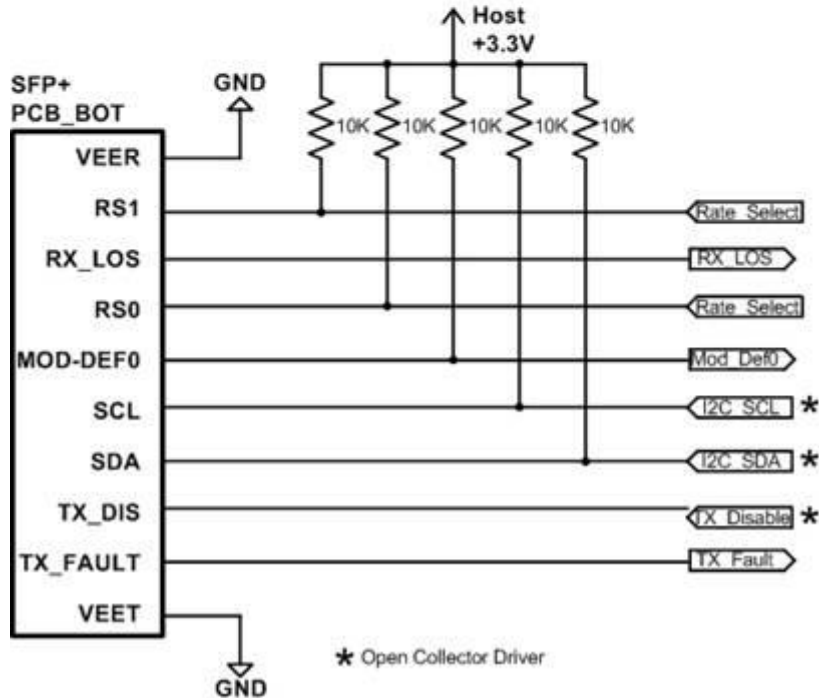 Host
+3.3V
SFP+
PCB_BOT
GND
10K 10K 10K 10K 10K
VEER
RS1 Rate_Select
RX_LOS RX_LOS
RS0 Rate_Select
MOD-DEF0 Mod_Def0
SCL I2C_SCL *
SDA I2C_SDA *
TX_DIS TX_Disable *
TX_FAULT TX_Fault
VEET
* Open Collector Driver
GND